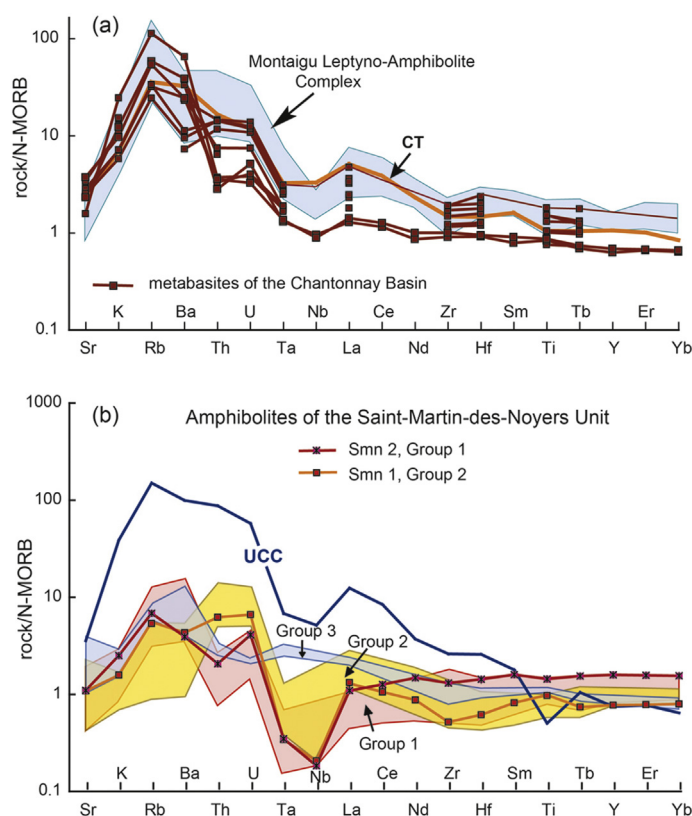 (a)
100
10
1
0.1
rock/N-MORB
Montaigu Leptyno-Amphibolite
Complex
CT
metabasites of the Chantonnay Basin
K Ba U Nb Ce Zr Sm Tb Er
Sr Rb Th Ta La Nd Hf Ti Y Yb
(b)
1000
100
10
1
0.1
rock/N-MORB
Amphibolites of the Saint-Martin-des-Noyers Unit
Smn 2, Group 1
Smn 1, Group 2
UCC
Group 3
Group 2
Group 1
K Ba U Nb Ce Zr Sm Tb Er
Sr Rb Th Ta La Nd Hf Ti Y Yb